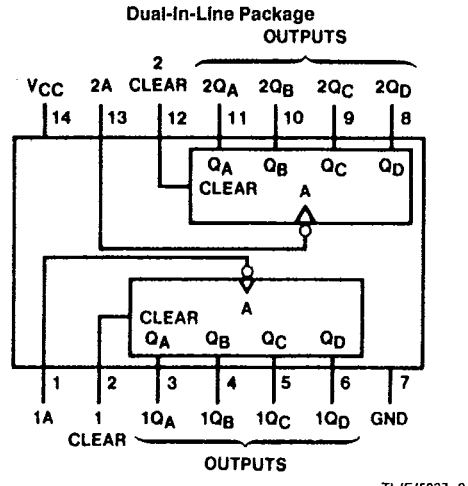 Dual-In-Line Package
OUTPUTS
VCC 2A 2 CLEAR 2QA 2QB 2QC 2QD
14 13 12 11 10 9 8
QA QB QC QD
CLEAR A
A
CLEAR
QA QB QC QD
1 2 3 4 5 6 7
1A 1 CLEAR 1QA 1QB 1QC 1QD GND
OUTPUTS